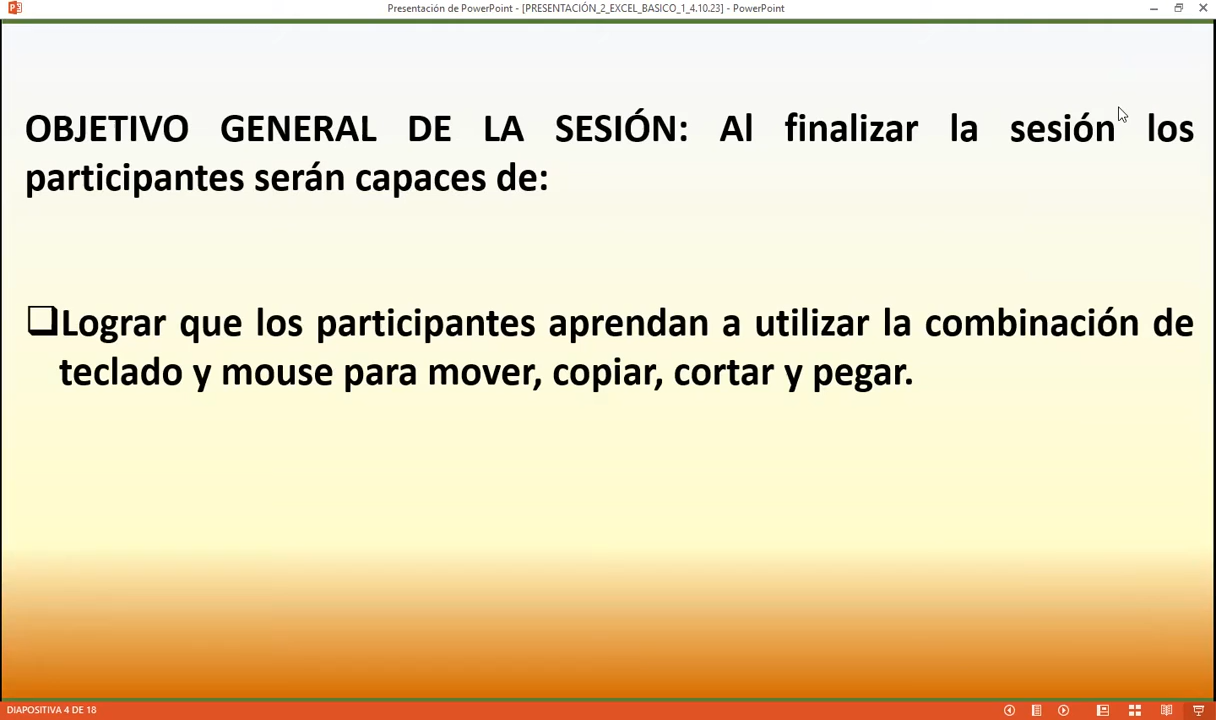 Presentación de PowerPoint - [PRESENTACIÓN_2_EXCEL_BASICO_1_4.10.23] - PowerPoint
OBJETIVO GENERAL DE LA SESIÓN: Al finalizar la sesión los
participantes serán capaces de:
Lograr que los participantes aprendan a utilizar la combinación de
teclado y mouse para mover, copiar, cortar y pegar.
DIAPOSITIVA 4 DE 18